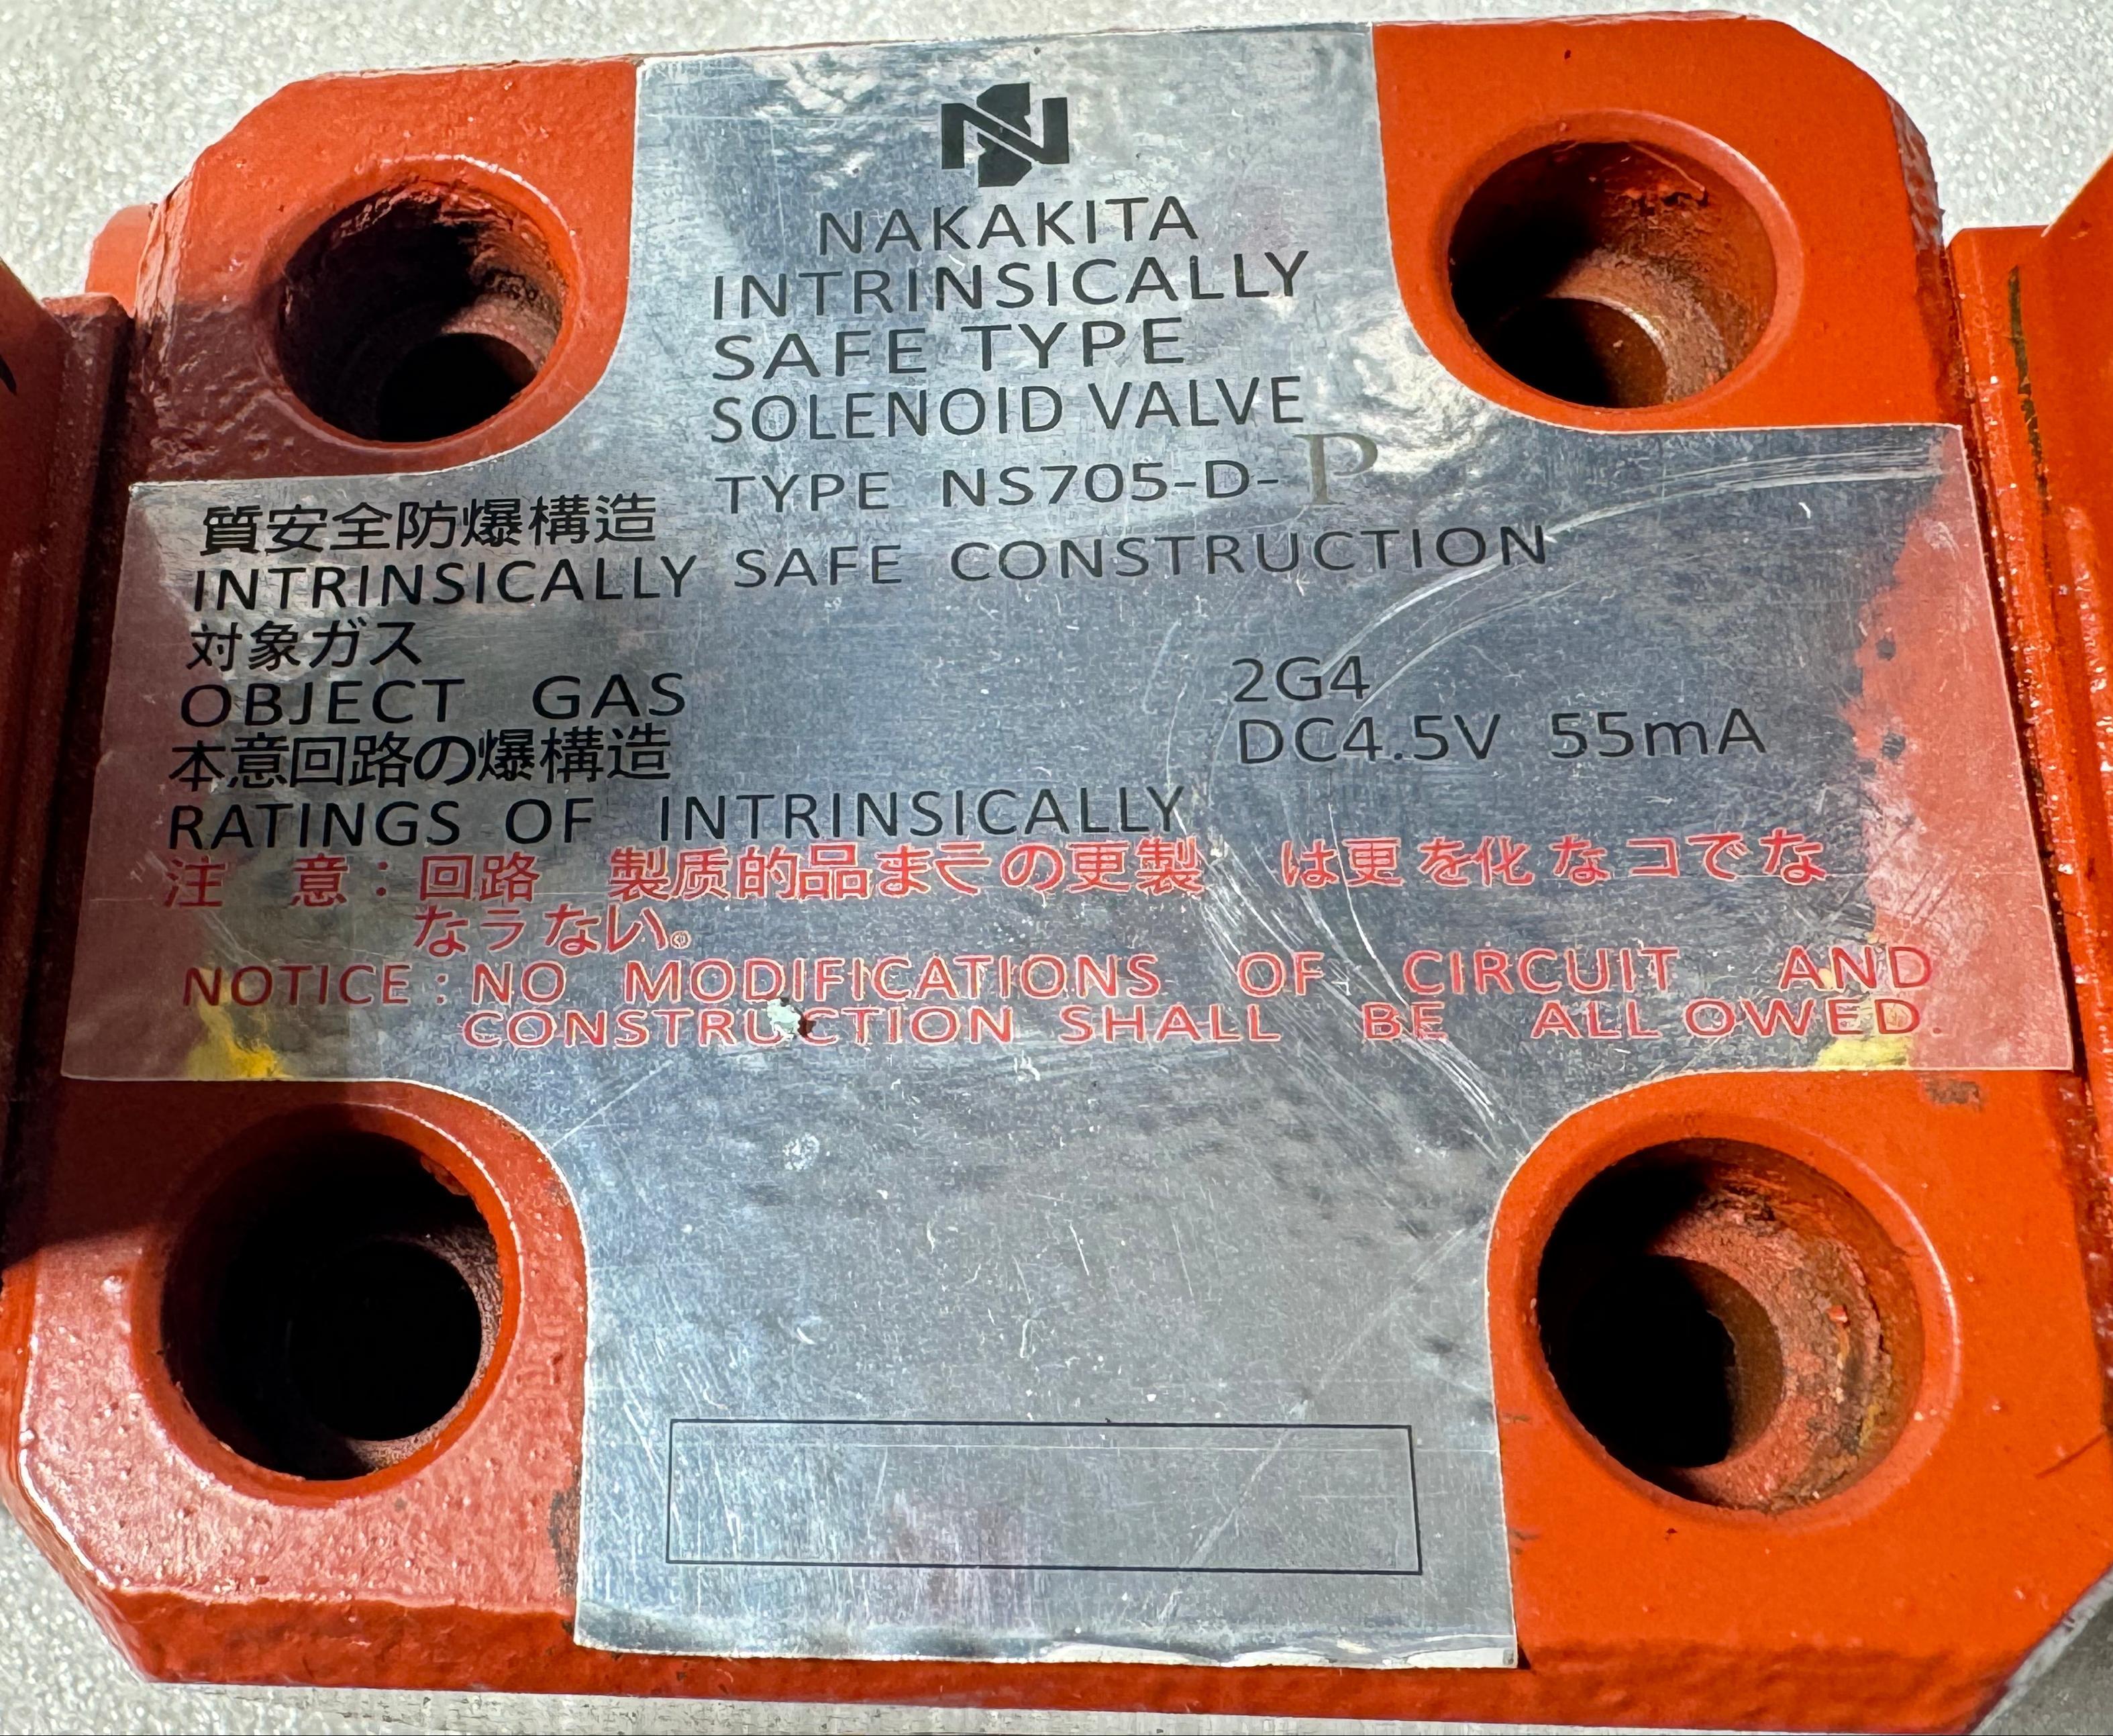 NAKAKITA
INTRINSICALLY
SAFE TYPE
SOLENOID VALVE
TYPE NS705-D-P
質安全防爆構造
INTRINSICALLY SAFE CONSTRUCTION
対象ガス
OBJECT GAS 2G4
本意回路の爆構造 DC4.5V 55mA
RATINGS OF INTRINSICALLY
注 意：回路 製质的品まその更製 は更を化なコでな
なラない。
NOTICE: NO MODIFICATIONS OF CIRCUIT AND
CONSTRUCTION SHALL BE ALLOWED.